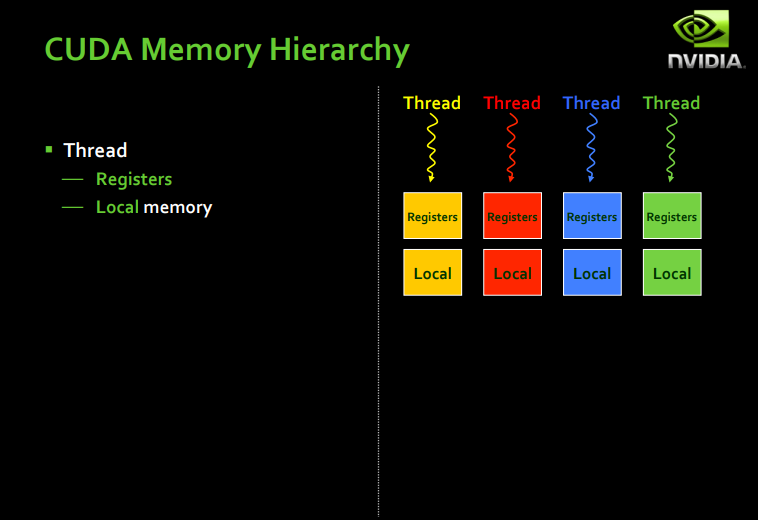 CUDA Memory Hierarchy
NVIDIA.
Thread
Registers
Local memory
Thread Thread Thread Thread
Registers Registers Registers Registers
Local Local Local Local